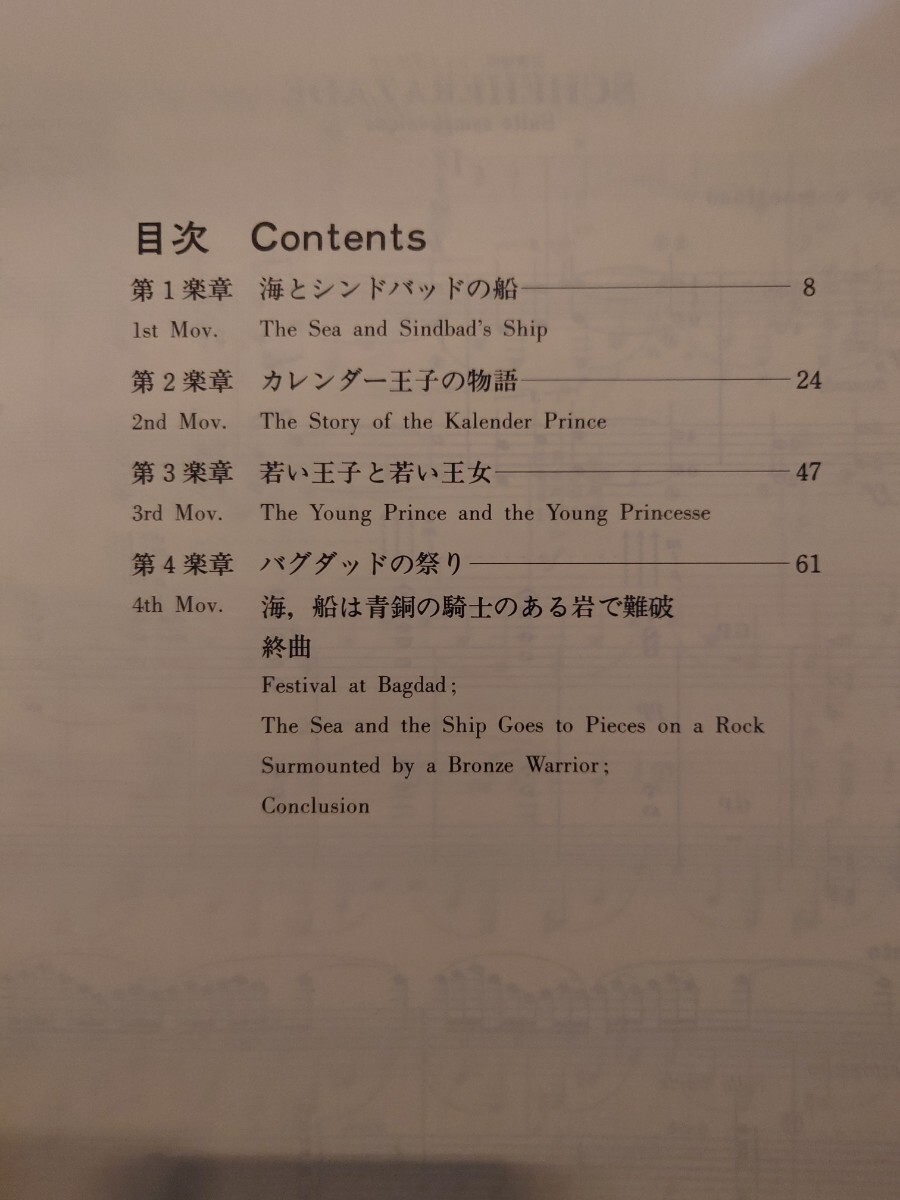 目次 Contents
第1楽章 海とシンドバッドの船 8
1st Mov. The Sea and Sindbad's Ship
第2楽章 カレンダー王子の物語 24
2nd Mov. The Story of the Kalender Prince
第3楽章 若い王子と若い王女 47
3rd Mov. The Young Prince and the Young Princesse
第4楽章 バグダッドの祭り 61
4th Mov. 海，船は青銅の騎士のある岩で難破
終曲
Festival at Bagdad;
The Sea and the Ship Goes to Pieces on a Rock
Surmounted by a Bronze Warrior;
Conclusion